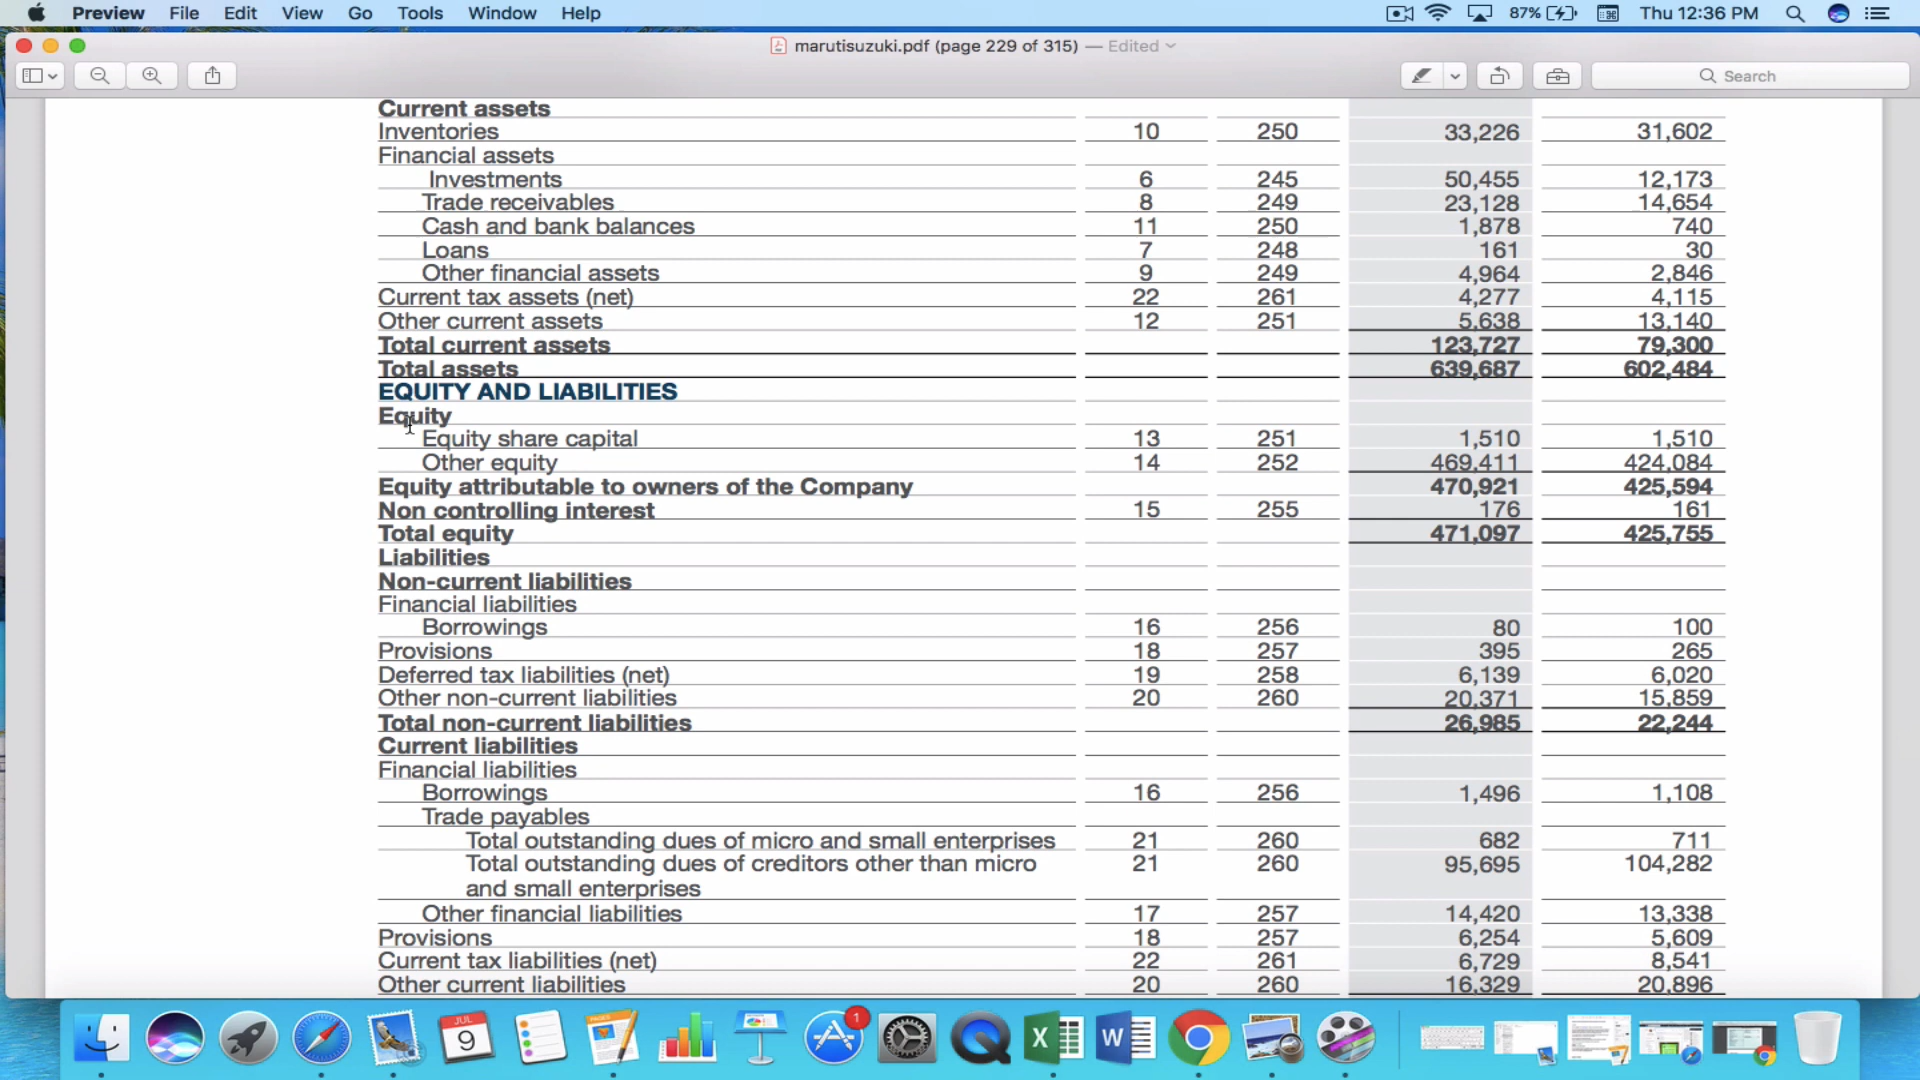 Preview File Edit View Go Tools Window Help 87% Thu 12:36 PM
marutisuzuki.pdf (page 229 of 315) — Edited
Search
Current assets
Inventories 10 250 33,226 31,602
Financial assets
Investments 6 245 50,455 12,173
Trade receivables 8 249 23,128 14,654
Cash and bank balances 11 250 1,878 740
Loans 7 248 161 30
Other financial assets 9 249 4,964 2,846
Current tax assets (net) 22 261 4,277 4,115
Other current assets 12 251 5,638 13,140
Total current assets 123,727 79,300
Total assets 639,687 602,484
EQUITY AND LIABILITIES
Equity
Equity share capital 13 251 1,510 1,510
Other equity 14 252 469,411 424,084
Equity attributable to owners of the Company 470,921 425,594
Non controlling interest 15 255 176 161
Total equity 471,097 425,755
Liabilities
Non-current liabilities
Financial liabilities
Borrowings 16 256 80 100
Provisions 18 257 395 265
Deferred tax liabilities (net) 19 258 6,139 6,020
Other non-current liabilities 20 260 20,371 15,859
Total non-current liabilities 26,985 22,244
Current liabilities
Financial liabilities
Borrowings 16 256 1,496 1,108
Trade payables
Total outstanding dues of micro and small enterprises 21 260 682 711
Total outstanding dues of creditors other than micro 21 260 95,695 104,282
and small enterprises
Other financial liabilities 17 257 14,420 13,338
Provisions 18 257 6,254 5,609
Current tax liabilities (net) 22 261 6,729 8,541
Other current liabilities 20 260 16,329 20,896
JUL
9
PAGES
1
X
W